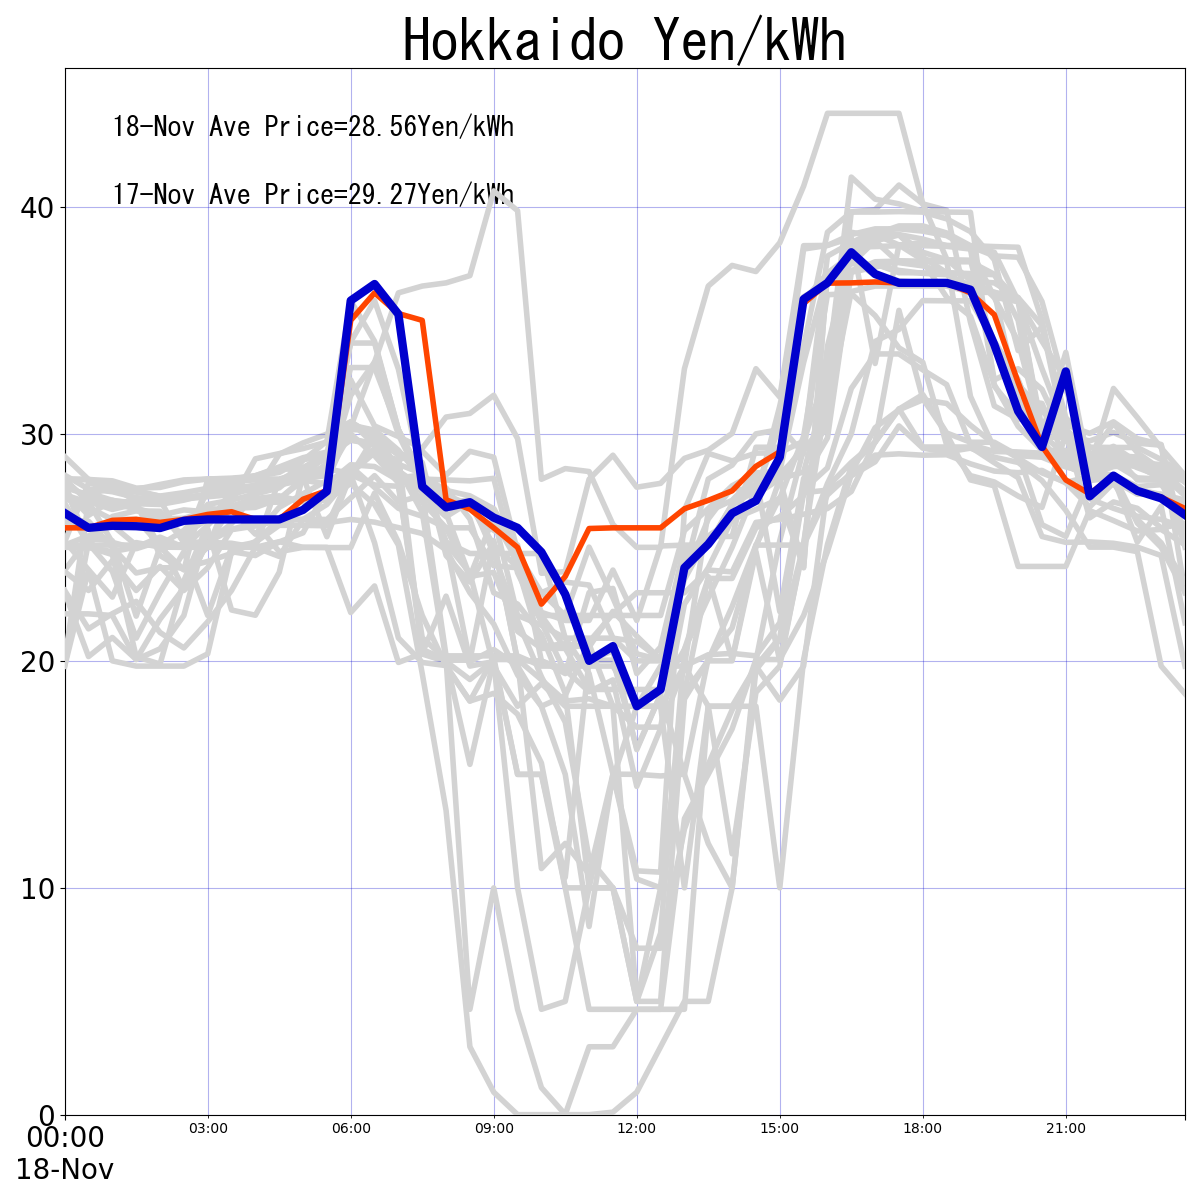 Hokkaido Yen/kWh
18-Nov Ave Price=28.56Yen/kWh
17-Nov Ave Price=29.27Yen/kWh
40
30
20
10
0
00:00 03:00 06:00 09:00 12:00 15:00 18:00 21:00
18-Nov